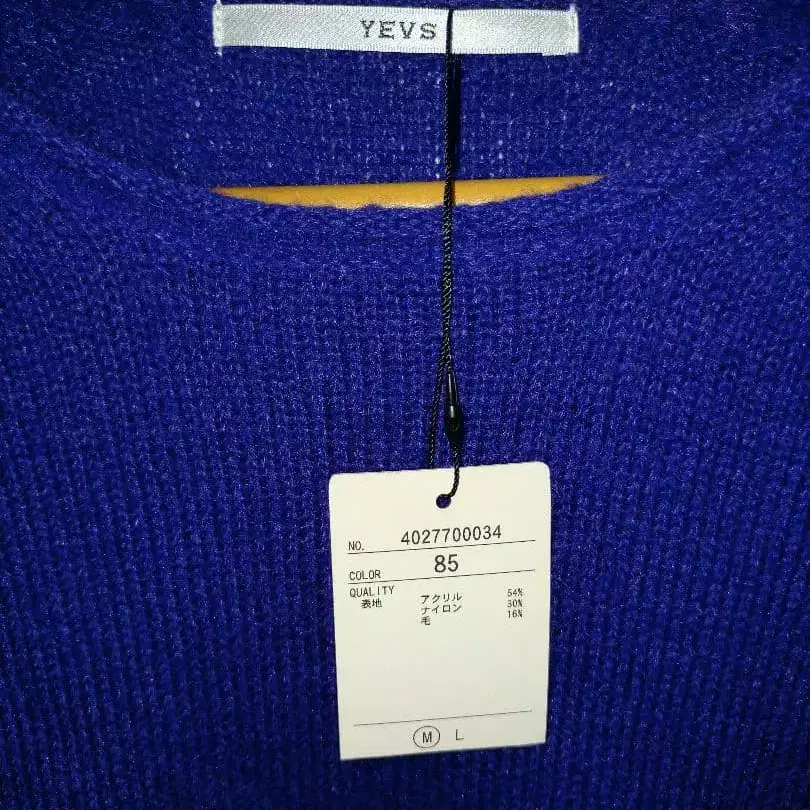 YEVS
NO. 4027700034
COLOR 85
QUALITY
表地 アクリル 54%
ナイロン 30%
毛 16%
M L